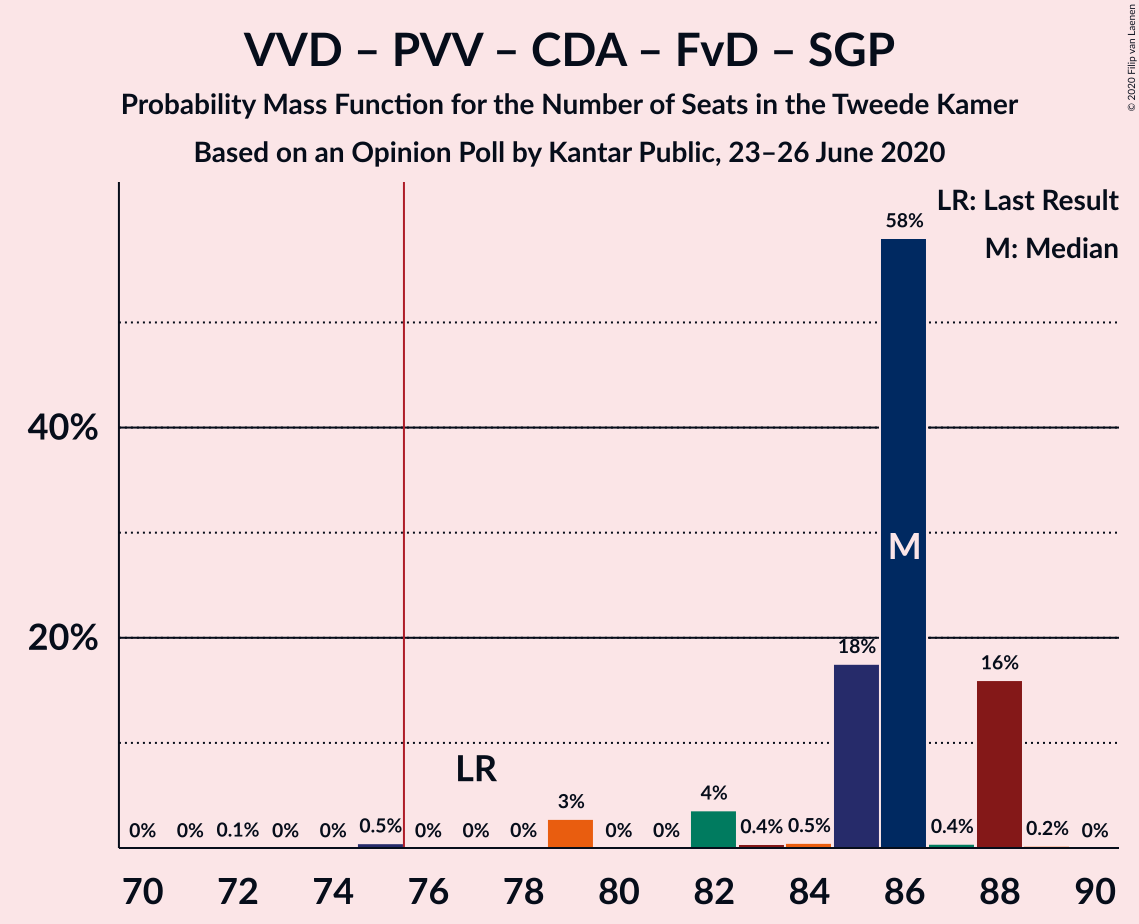 VVD – PVV – CDA – FvD – SGP
Probability Mass Function for the Number of Seats in the Tweede Kamer
Based on an Opinion Poll by Kantar Public, 23–26 June 2020
© 2020 Filip van Laenen
LR: Last Result
M: Median
58%
40%
M
20%
18%
16%
LR
0% 0% 0.1% 0% 0% 0.5% 0% 0% 0% 3% 0% 0% 4% 0.4% 0.5% 0.4% 0.2% 0%
70 72 74 76 78 80 82 84 86 88 90